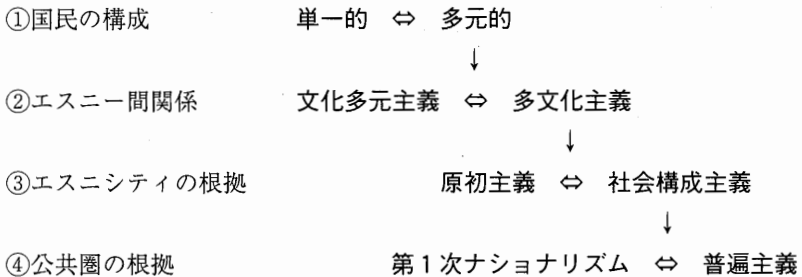 ①国民の構成 単一的 ⇔ 多元的
↓
②エスニー間関係 文化多元主義 ⇔ 多文化主義
↓
③エスニシティの根拠 原初主義 ⇔ 社会構成主義
↓
④公共圏の根拠 第1次ナショナリズム ⇔ 普遍主義